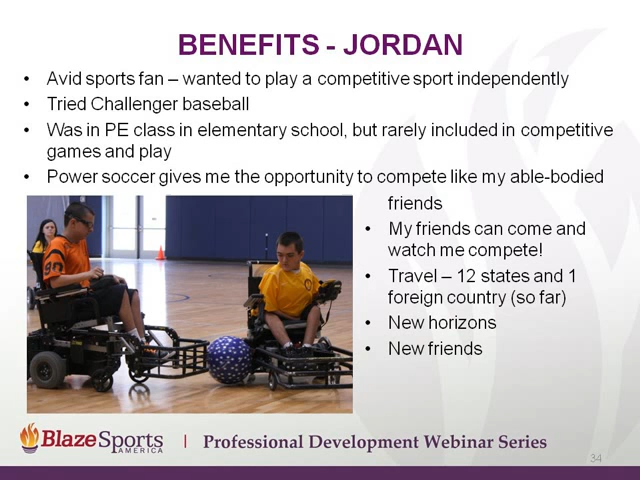 BENEFITS - JORDAN
• Avid sports fan – wanted to play a competitive sport independently
• Tried Challenger baseball
• Was in PE class in elementary school, but rarely included in competitive
games and play
• Power soccer gives me the opportunity to compete like my able-bodied
friends
• My friends can come and
watch me compete!
• Travel – 12 states and 1
foreign country (so far)
• New horizons
• New friends
BlazeSports
AMERICA
| Professional Development Webinar Series
34